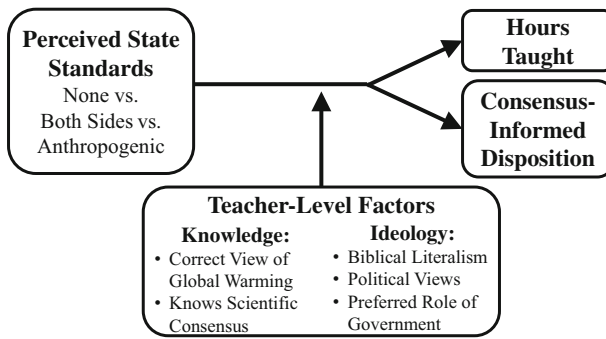 Perceived State
Standards
None vs.
Both Sides vs.
Anthropogenic
Hours
Taught
Consensus-
Informed
Disposition
Teacher-Level Factors
Knowledge:
• Correct View of
Global Warming
• Knows Scientific
Consensus
Ideology:
• Biblical Literalism
• Political Views
• Preferred Role of
Government